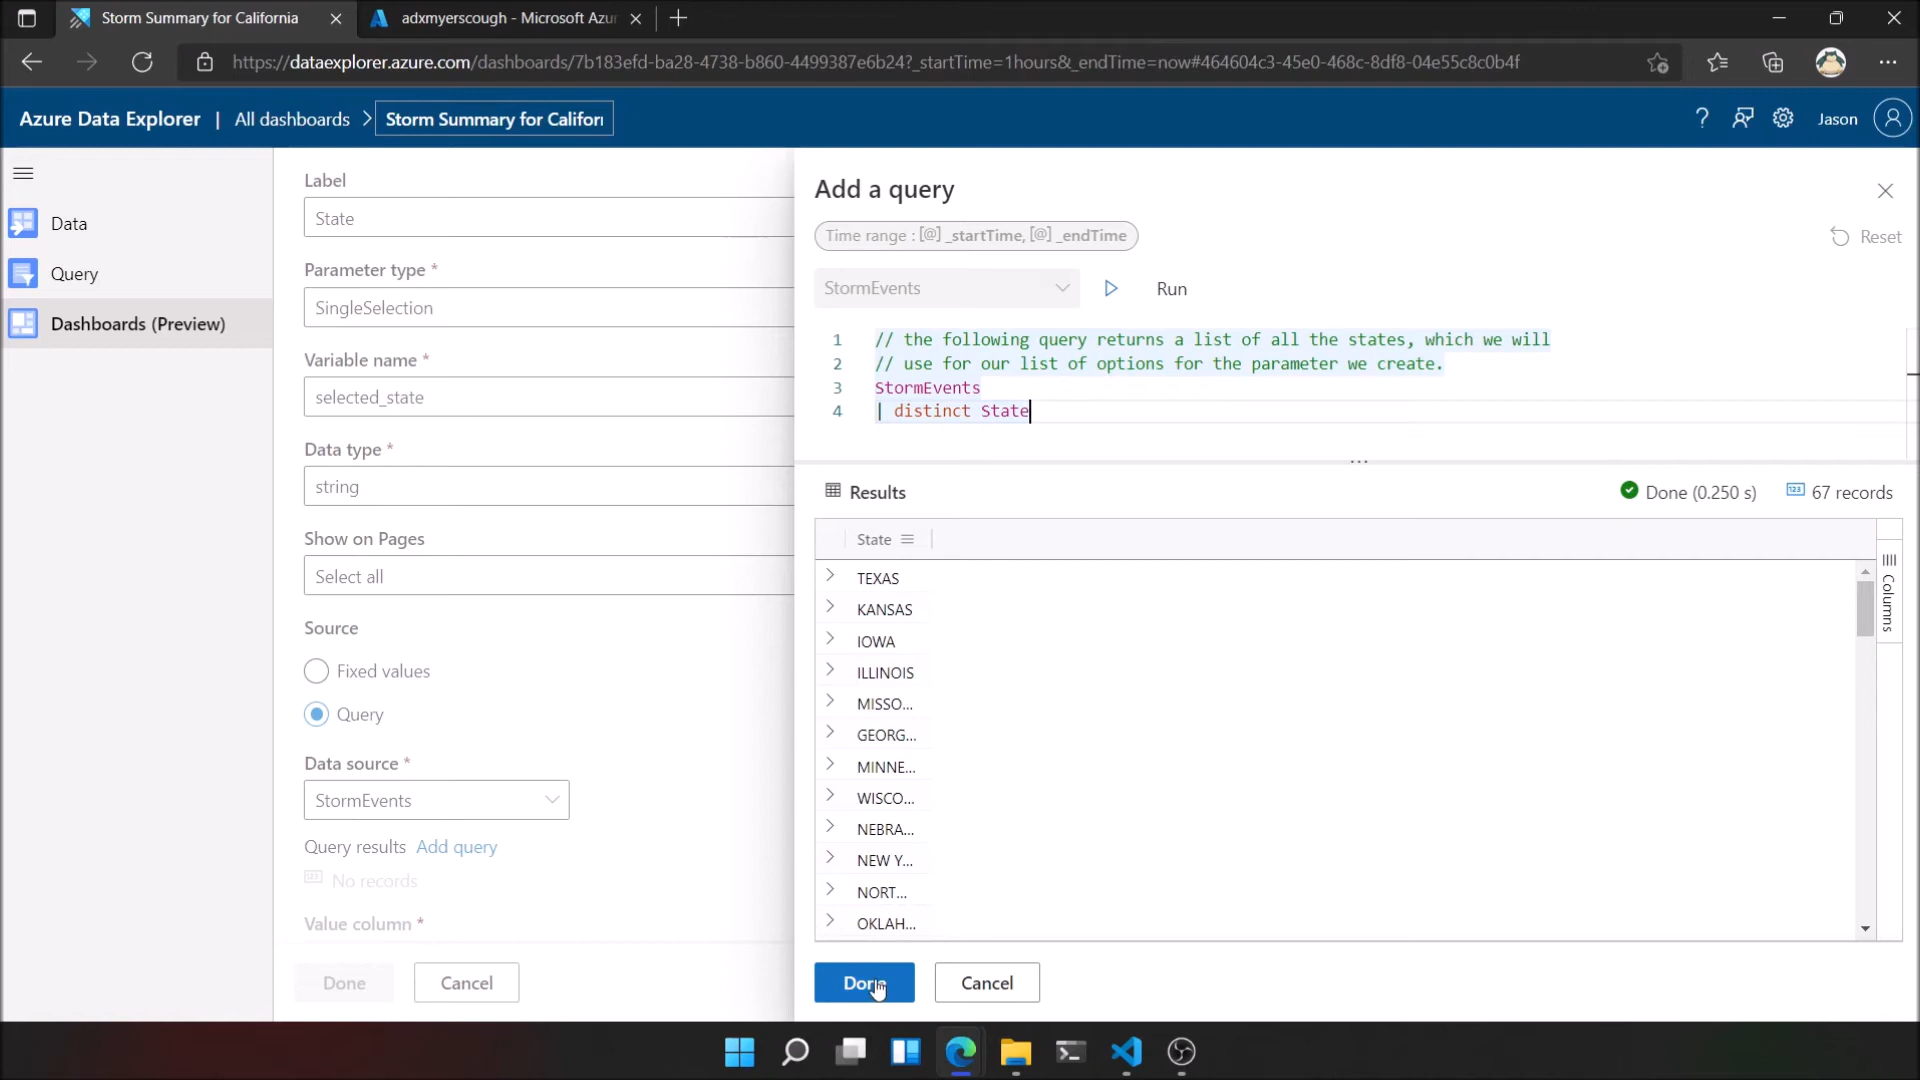 Storm Summary for California
adxmyerscough - Microsoft Azu
https://dataexplorer.azure.com/dashboards/7b183efd-ba28-4738-b860-4499387e6b24?_startTime=1hours&_endTime=now#464604c3-45e0-468c-8df8-04e55c8c0b4f
Azure Data Explorer | All dashboards > Storm Summary for Califor
Jason
Data
Query
Dashboards (Preview)
Label
State
Parameter type *
SingleSelection
Variable name *
selected_state
Data type *
string
Show on Pages
Select all
Source
Fixed values
Query
Data source *
StormEvents
Query results Add query
No records
Value column *
Done
Cancel
Add a query
Time range : [@] _startTime, [@] _endTime
Reset
StormEvents
Run
1 // the following query returns a list of all the states, which we will
2 // use for our list of options for the parameter we create.
3 StormEvents
4 | distinct State
Results
Done (0.250 s)
67 records
State
Columns
TEXAS
KANSAS
IOWA
ILLINOIS
MISSO...
GEORG...
MINNE...
WISCO...
NEBRA...
NEW Y...
NORT...
OKLAH...
Done
Cancel